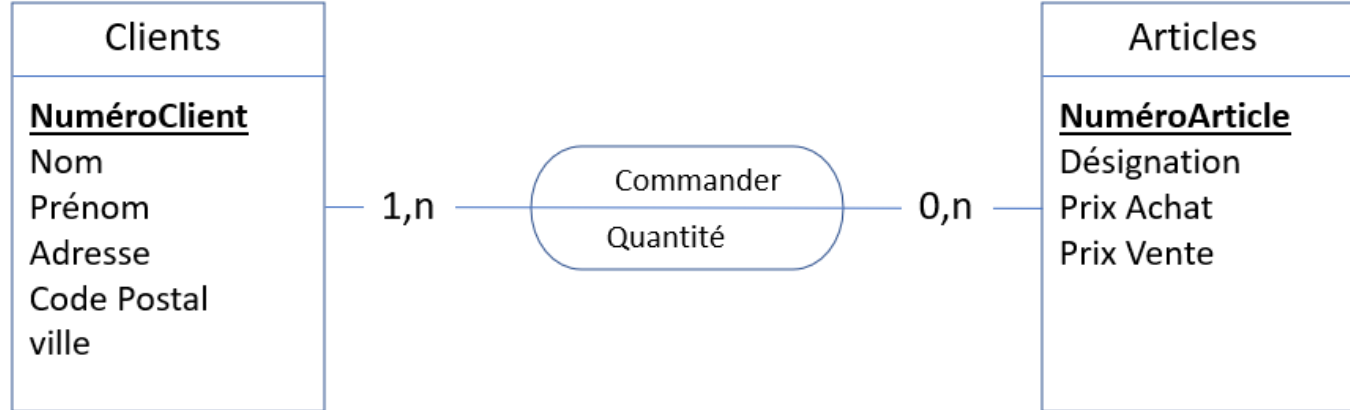 Clients
NuméroClient
Nom
Prénom
Adresse
Code Postal
ville
1,n
Commander
Quantité
0,n
Articles
NuméroArticle
Désignation
Prix Achat
Prix Vente